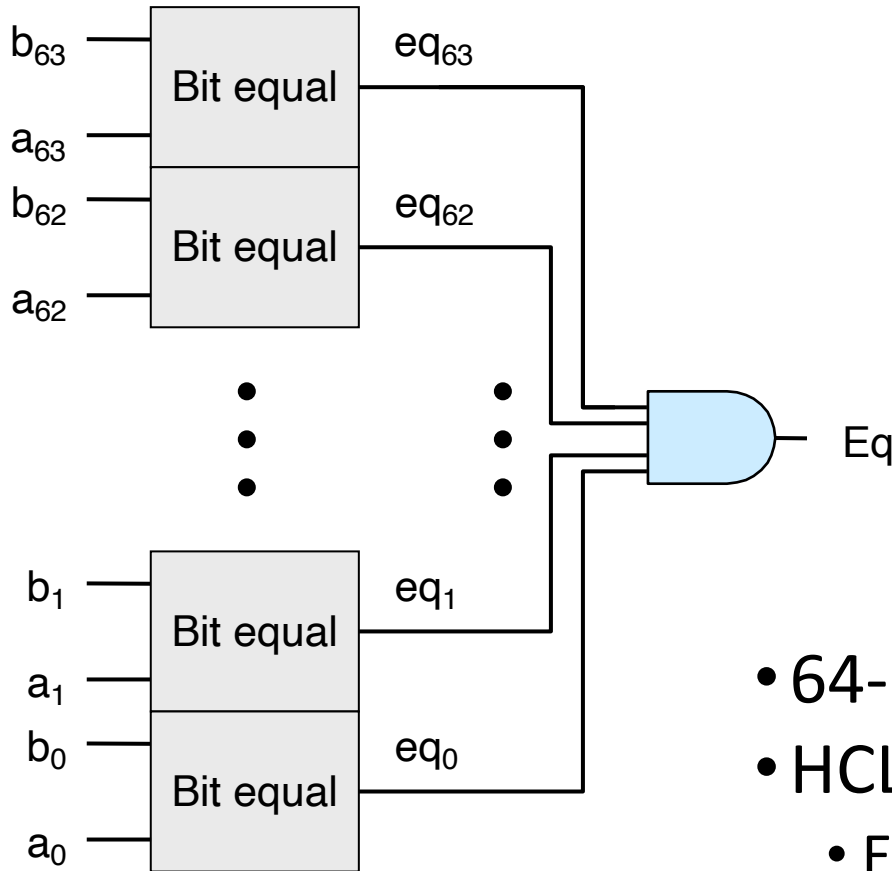 b₆₃
Bit equal
eq₆₃
a₆₃
b₆₂
Bit equal
eq₆₂
a₆₂
Eq
b₁
Bit equal
eq₁
a₁
b₀
Bit equal
eq₀
a₀
• 64-
• HCL
• F